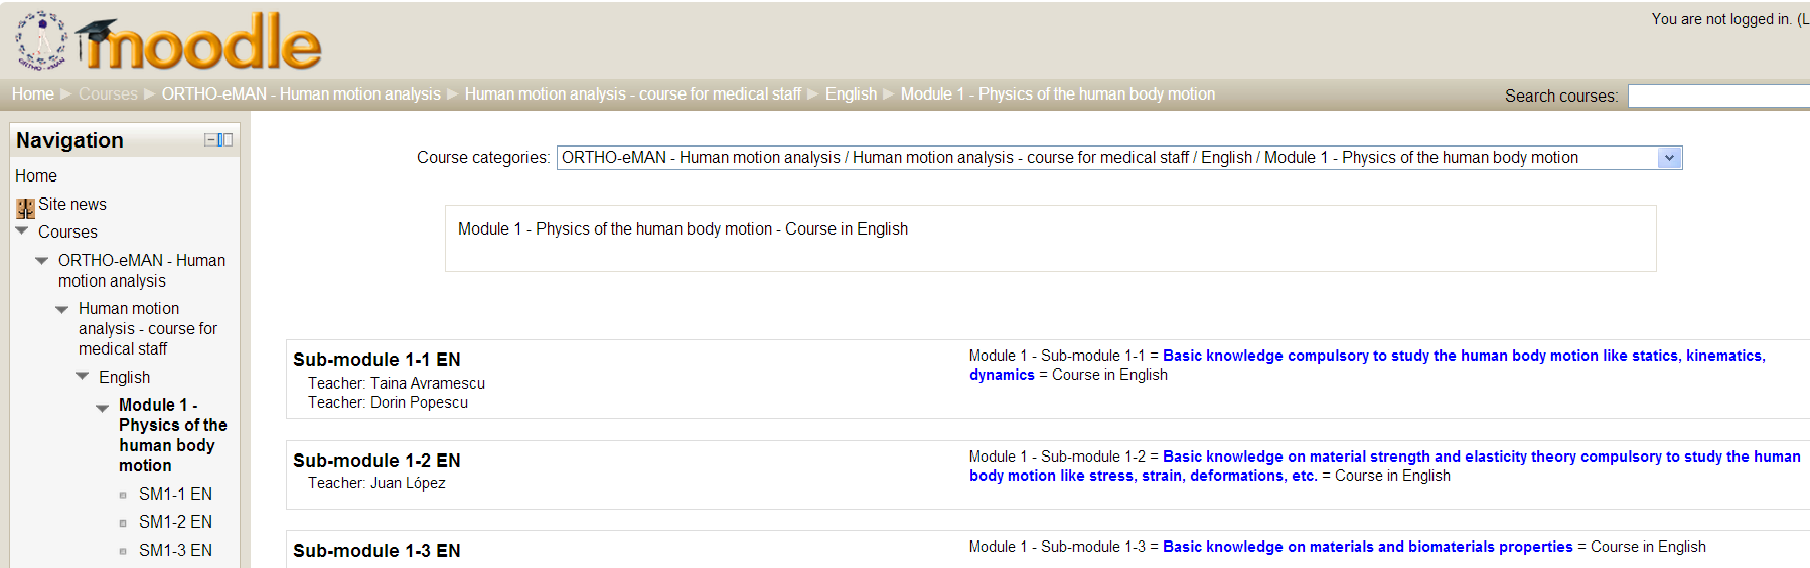 ORTHO-eMAN
moodle
You are not logged in. (L
Home Courses ORTHO-eMAN - Human motion analysis Human motion analysis - course for medical staff English Module 1 - Physics of the human body motion
Search courses:
Navigation
Home
Site news
Courses
ORTHO-eMAN - Human
motion analysis
Human motion
analysis - course for
medical staff
English
Module 1 -
Physics of the
human body
motion
SM1-1 EN
SM1-2 EN
SM1-3 EN
Course categories: ORTHO-eMAN - Human motion analysis / Human motion analysis - course for medical staff / English / Module 1 - Physics of the human body motion
Module 1 - Physics of the human body motion - Course in English
Sub-module 1-1 EN
Teacher: Taina Avramescu
Teacher: Dorin Popescu
Module 1 - Sub-module 1-1 = Basic knowledge compulsory to study the human body motion like statics, kinematics,
dynamics = Course in English
Sub-module 1-2 EN
Teacher: Juan López
Module 1 - Sub-module 1-2 = Basic knowledge on material strength and elasticity theory compulsory to study the human
body motion like stress, strain, deformations, etc. = Course in English
Sub-module 1-3 EN
Module 1 - Sub-module 1-3 = Basic knowledge on materials and biomaterials properties = Course in English